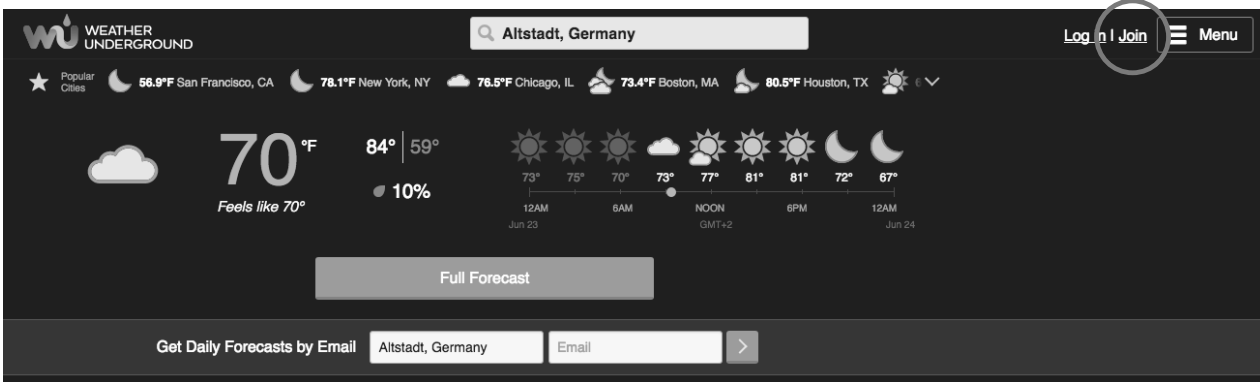 WEATHER
UNDERGROUND
Altstadt, Germany
Log in | Join
Menu
Popular
Cities
56.9°F San Francisco, CA
78.1°F New York, NY
76.5°F Chicago, IL
73.4°F Boston, MA
80.5°F Houston, TX
6
70 °F
Feels like 70°
84° | 59°
10%
73° 75° 70° 73° 77° 81° 81° 72° 67°
12AM 6AM NOON 6PM 12AM
Jun 23 GMT+2 Jun 24
Full Forecast
Get Daily Forecasts by Email
Altstadt, Germany
Email